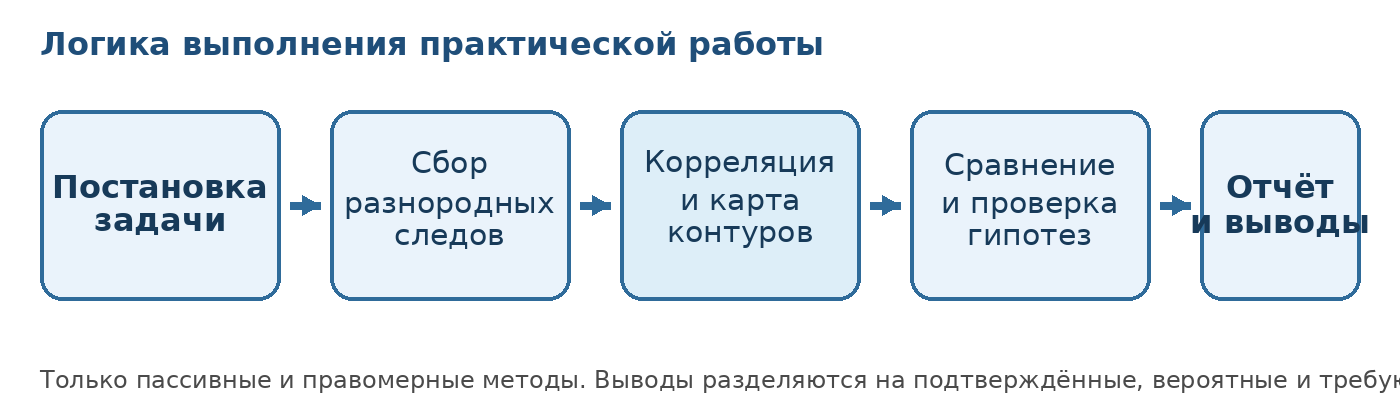 Логика выполнения практической работы
Постановка
задачи
Сбор
разнородных
следов
Корреляция
и карта
контуров
Сравнение
и проверка
гипотез
Отчёт
и выводы
Только пассивные и правомерные методы. Выводы разделяются на подтверждённые, вероятные и